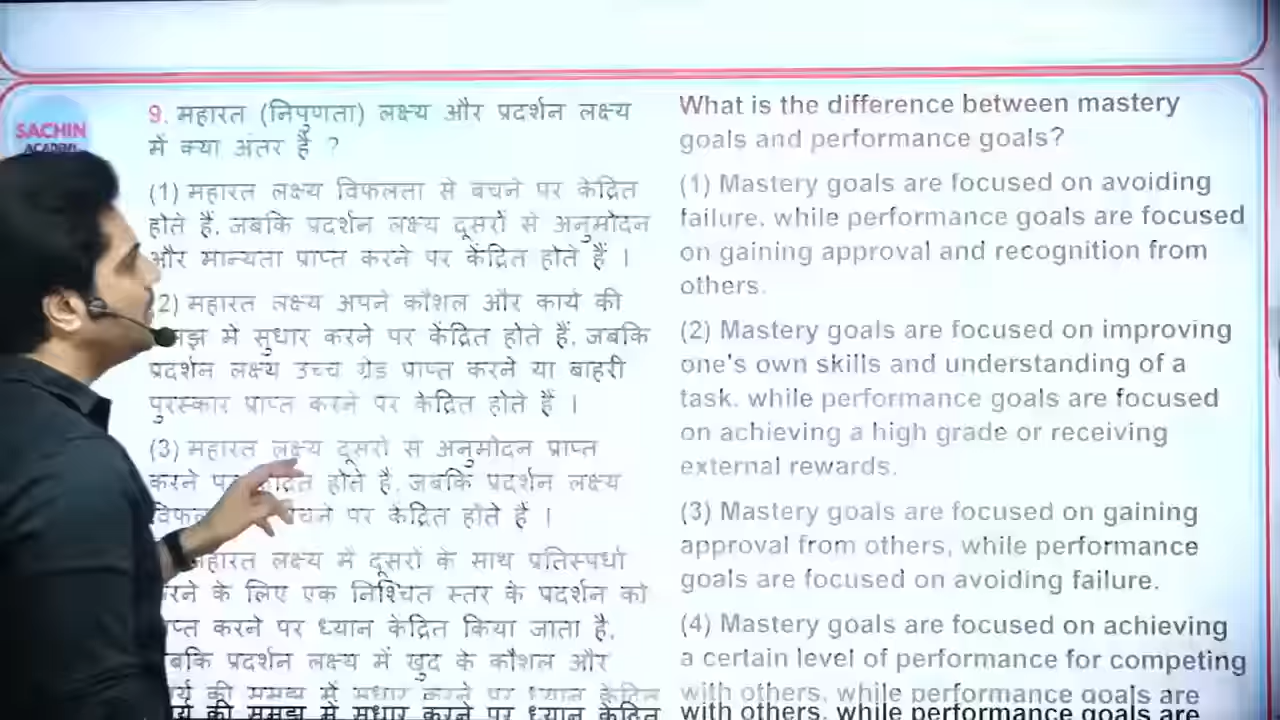 SACHIN
ACADEMY
9. महारत (निपुणता) लक्ष्य और प्रदर्शन लक्ष्य
में क्या अंतर है ?
(1) महारत लक्ष्य विफलता से बचने पर केंद्रित
होते हैं, जबकि प्रदर्शन लक्ष्य दूसरों से अनुमोदन
और मान्यता प्राप्त करने पर केंद्रित होते हैं ।
2) महारत लक्ष्य अपने कौशल और कार्य की
मझ में सुधार करने पर केंद्रित होते हैं, जबकि
प्रदर्शन लक्ष्य उच्च ग्रेड प्राप्त करने या बाहरी
पुरस्कार प्राप्त करने पर केंद्रित होते हैं ।
(3) महारत लक्ष्य दूसरों से अनुमोदन प्राप्त
करने होते है, जबकि प्रदर्शन लक्ष्य
पर केंद्रित होते हैं ।
महारत लक्ष्य में दूसरों के साथ प्रतिस्पर्धा
के लिए एक निश्चित स्तर के प्रदर्शन को
करने पर ध्यान केंद्रित किया जाता है,
प्रदर्शन लक्ष्य में खुद के कौशल और
की समझ में सुधार करने पर ध्यान केंद्रित
What is the difference between mastery
goals and performance goals?
(1) Mastery goals are focused on avoiding
failure, while performance goals are focused
on gaining approval and recognition from
others.
(2) Mastery goals are focused on improving
one's own skills and understanding of a
task, while performance goals are focused
on achieving a high grade or receiving
external rewards.
(3) Mastery goals are focused on gaining
approval from others, while performance
goals are focused on avoiding failure.
(4) Mastery goals are focused on achieving
a certain level of performance for competing
with others, while performance goals are